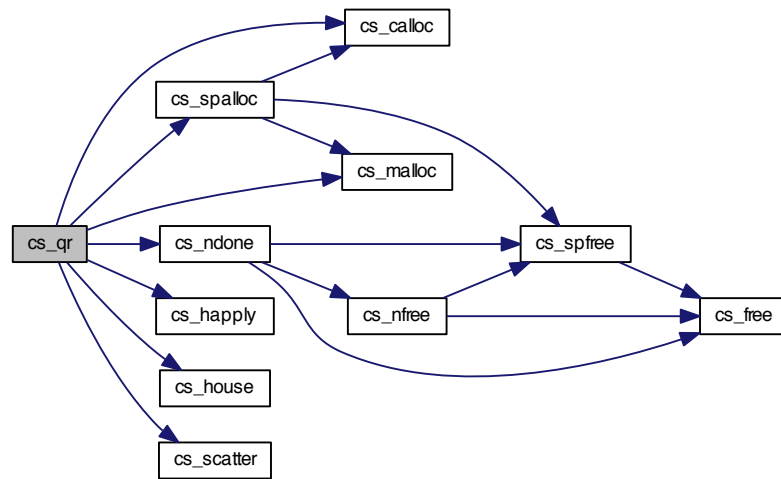 cs_calloc
cs_spalloc
cs_malloc
cs_qr
cs_ndone
cs_spfree
cs_happly
cs_nfree
cs_free
cs_house
cs_scatter